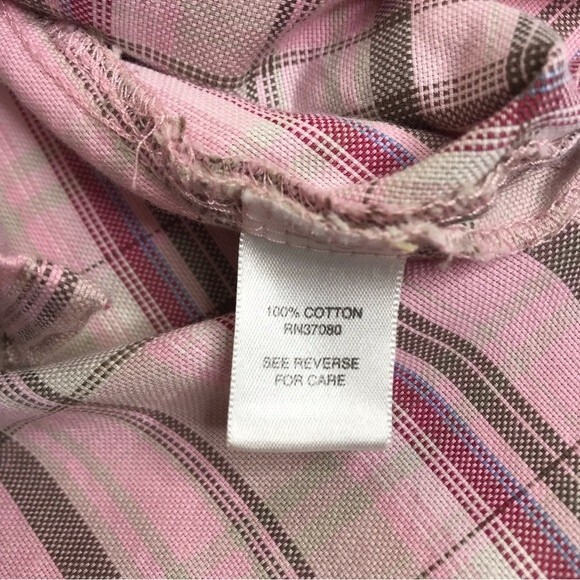 100% COTTON
RN37080
SEE REVERSE
FOR CARE